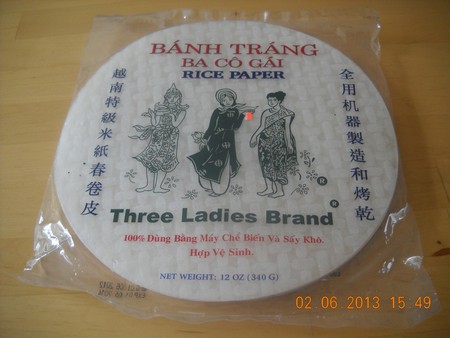 BÁNH TRÁNG
BA CÔ GÁI
RICE PAPER
越南特級米紙春卷皮
全用机器製造和烤乾
Three Ladies Brand ®
100% Dùng Bằng Máy Chế Biến Và Sấy Khô.
Hợp Vệ Sinh.
NET WEIGHT: 12 OZ (340 G)
02 06 2013 15 49